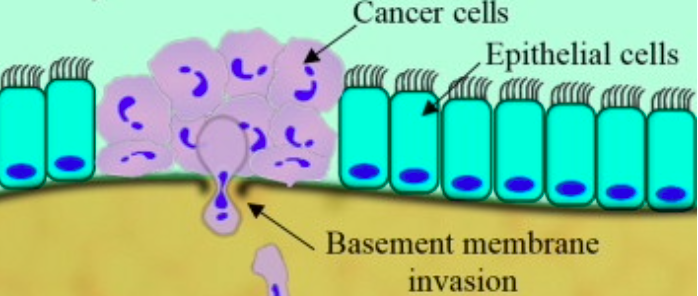 Cancer cells
Epithelial cells
Basement membrane
invasion